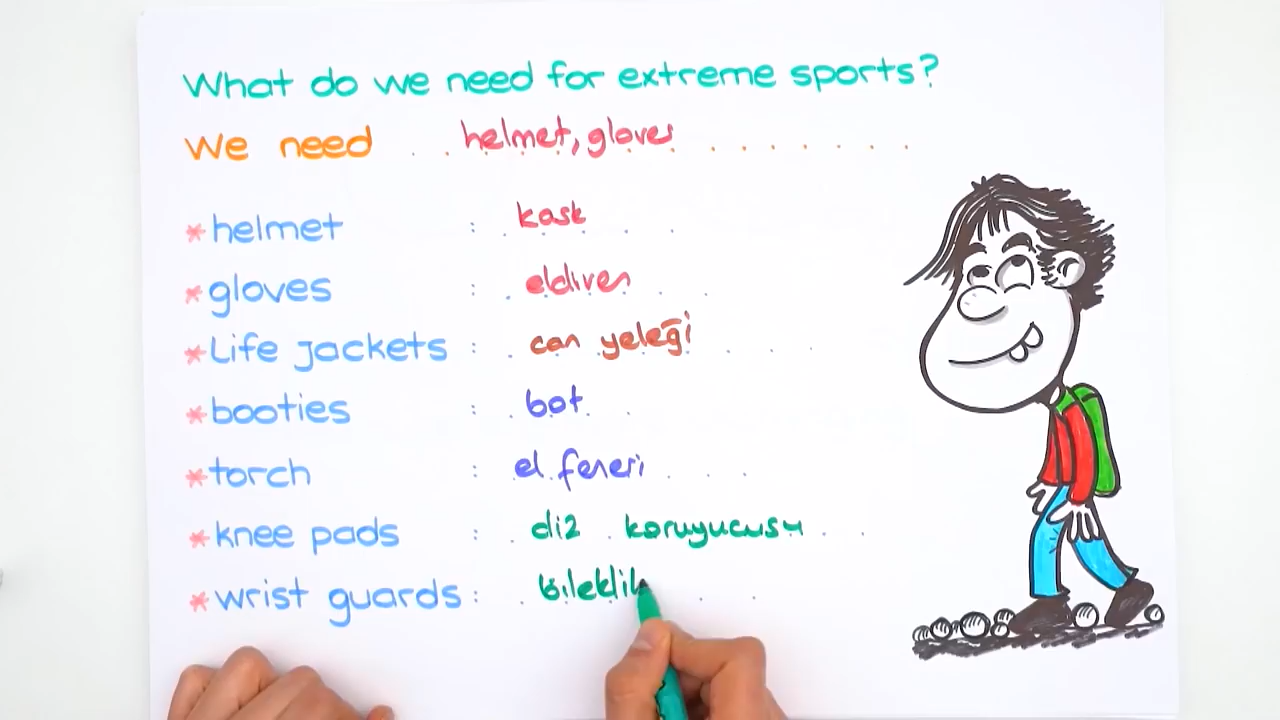 What do we need for extreme sports?
We need .. helmet, gloves .......
*helmet : kask
*gloves : eldiven
*Life jackets : can yeleği
*booties : bot
*torch : el feneri
*knee pads : diz koruyucusu
*wrist guards : bileklik